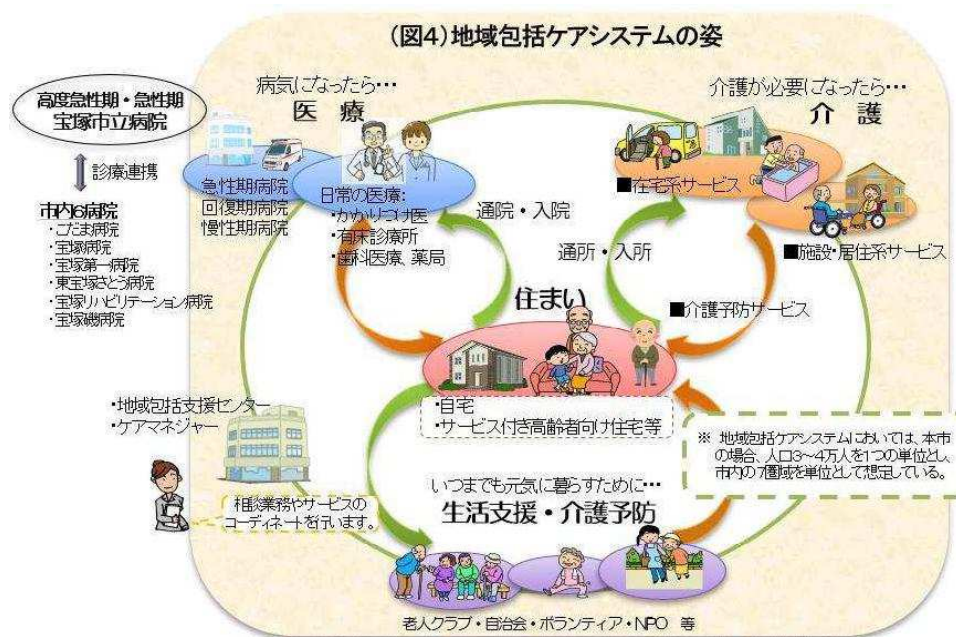 (図4)地域包括ケアシステムの姿
高度急性期・急性期
宝塚市立病院
診療連携
市内6病院
・こだま病院
・宝塚病院
・宝塚第一病院
・東宝塚さとう病院
・宝塚リハビリテーション病院
・宝塚磯病院
病気になったら…
医療
急性期病院
回復期病院
慢性期病院
日常の医療:
・かかりつけ医
・有床診療所
・歯科医療、薬局
通院・入院
介護が必要になったら…
介護
■在宅系サービス
■施設・居住系サービス
通所・入所
■介護予防サービス
住まい
・自宅
・サービス付き高齢者向け住宅等
・地域包括支援センター
・ケアマネジャー
相談業務やサービスの
コーディネートを行います。
※ 地域包括ケアシステムにおいては、本市
の場合、人口3~4万人を1つの単位とし、
市内の7圏域を単位として想定している。
いつまでも元気に暮らすために…
生活支援・介護予防
老人クラブ・自治会・ボランティア・NPO 等